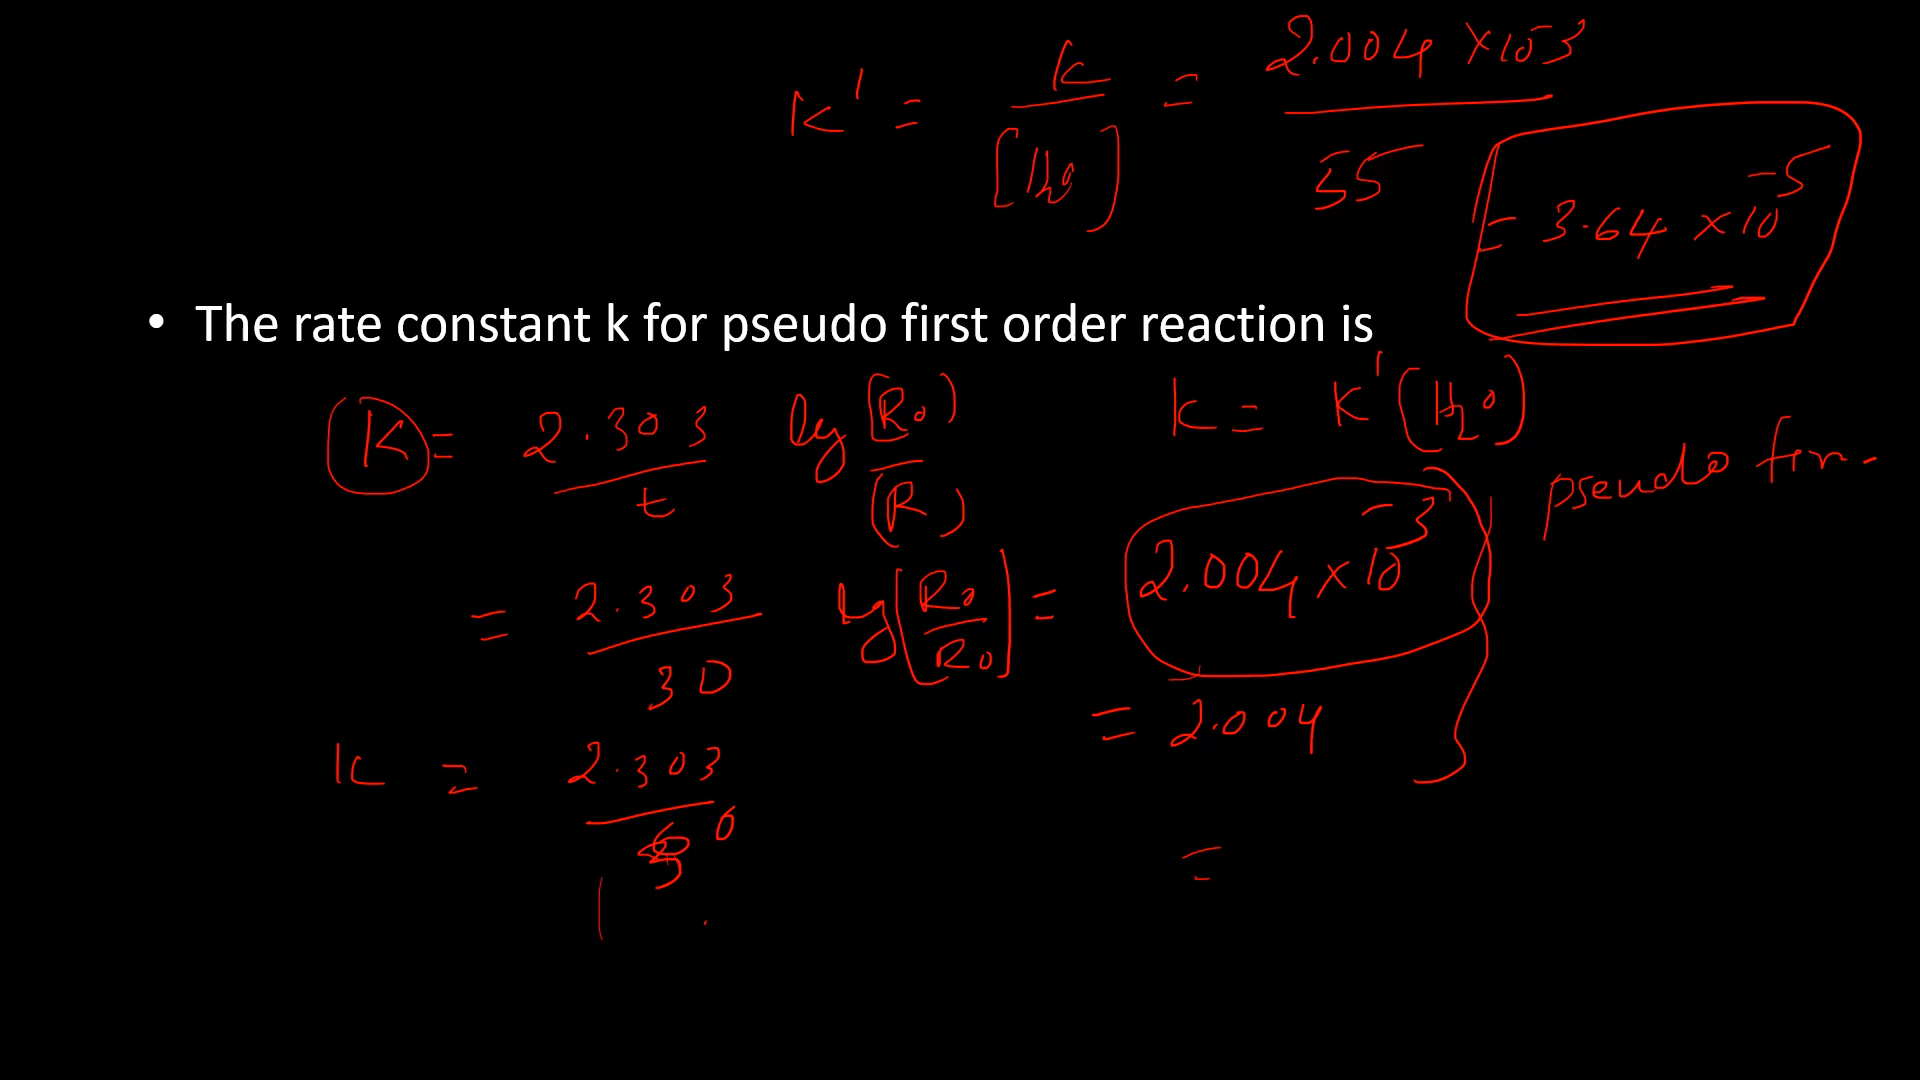 K' = K / [H2O] = 2.004 × 10-3 / 55
= 3.64 × 10-5
• The rate constant k for pseudo first order reaction is
K = 2.303 / t log [R0] / [R]
K = K' (H2O)
pseudo firr.
= 2.303 / 30 log [R0 / R0] = 2.004 × 10-3
= 2.004
K = 2.303 / 0
=